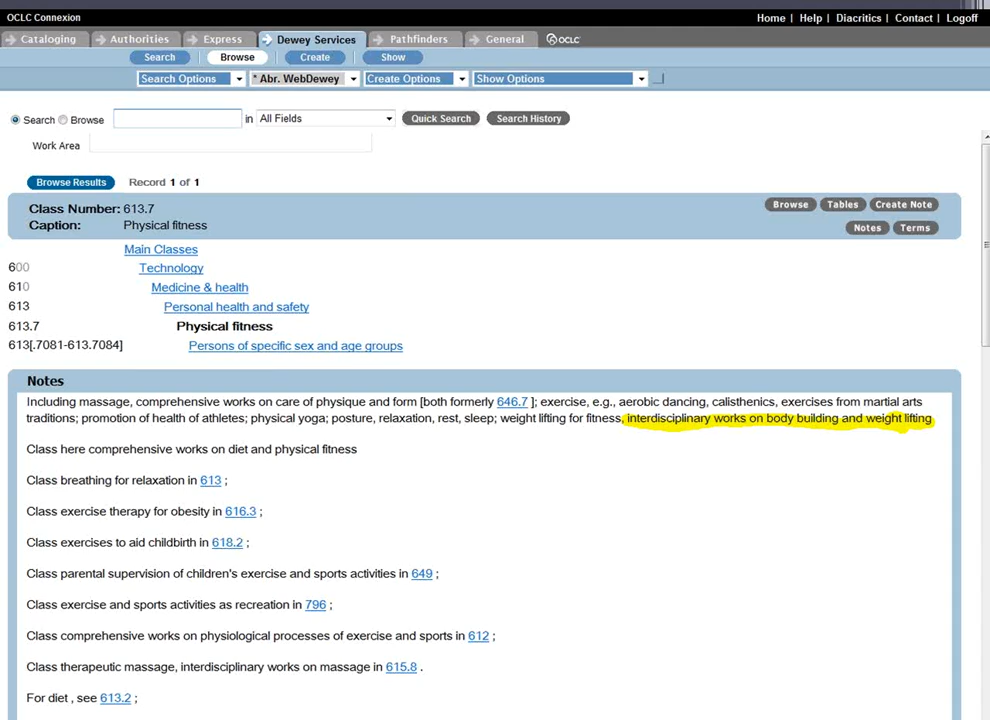 OCLC Connexion
Home | Help | Diacritics | Contact | Logoff
Cataloging Authorities Express Dewey Services Pathfinders General OCLC
Search Browse Create Show
Search Options * Abr. WebDewey Create Options Show Options
Search Browse in All Fields Quick Search Search History
Work Area
Browse Results Record 1 of 1
Class Number: 613.7 Browse Tables Create Note
Caption: Physical fitness Notes Terms
Main Classes
600 Technology
610 Medicine & health
613 Personal health and safety
613.7 Physical fitness
613[.7081-613.7084] Persons of specific sex and age groups
Notes
Including massage, comprehensive works on care of physique and form [both formerly 646.7 ]; exercise, e.g., aerobic dancing, calisthenics, exercises from martial arts
traditions; promotion of health of athletes; physical yoga; posture, relaxation, rest, sleep; weight lifting for fitness, interdisciplinary works on body building and weight lifting
Class here comprehensive works on diet and physical fitness
Class breathing for relaxation in 613 ;
Class exercise therapy for obesity in 616.3 ;
Class exercises to aid childbirth in 618.2 ;
Class parental supervision of children's exercise and sports activities in 649 ;
Class exercise and sports activities as recreation in 796 ;
Class comprehensive works on physiological processes of exercise and sports in 612 ;
Class therapeutic massage, interdisciplinary works on massage in 615.8 .
For diet , see 613.2 ;